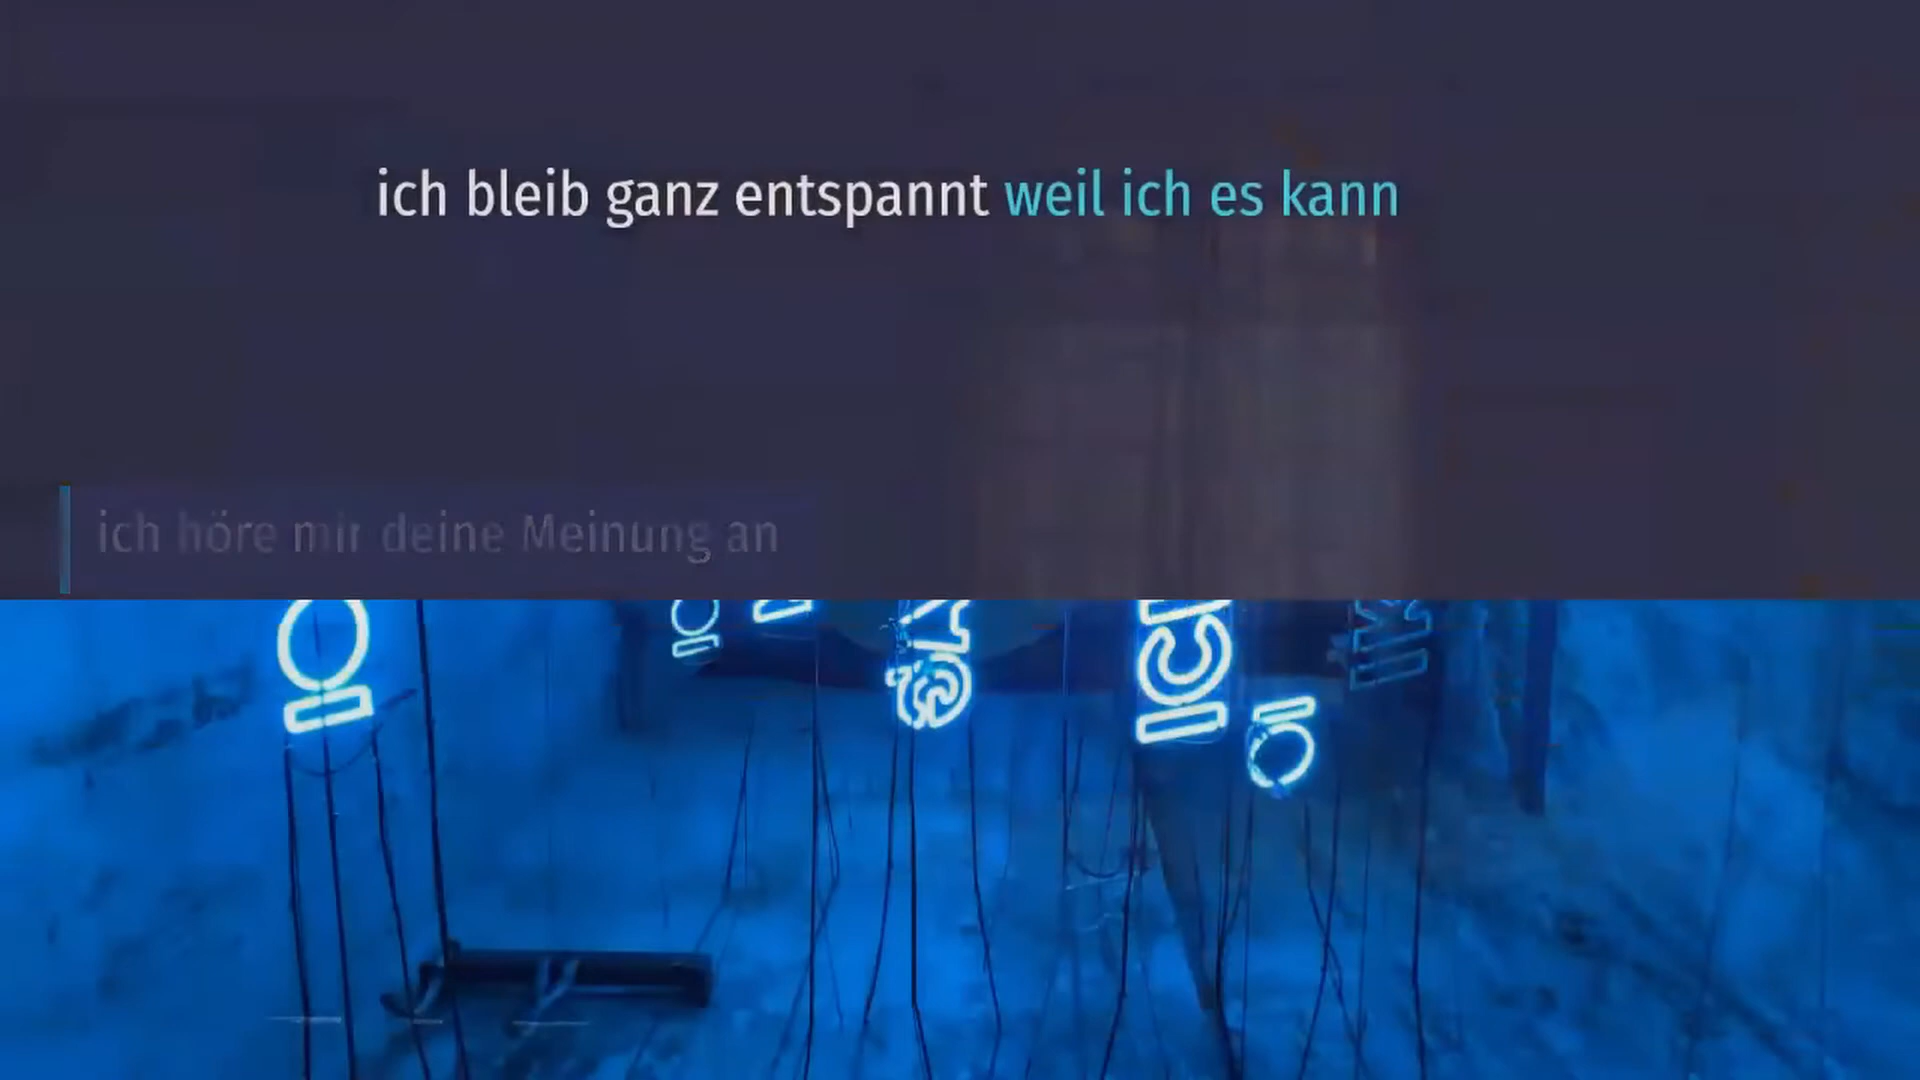 ich bleib ganz entspannt weil ich es kann
ich höre mir deine Meinung an